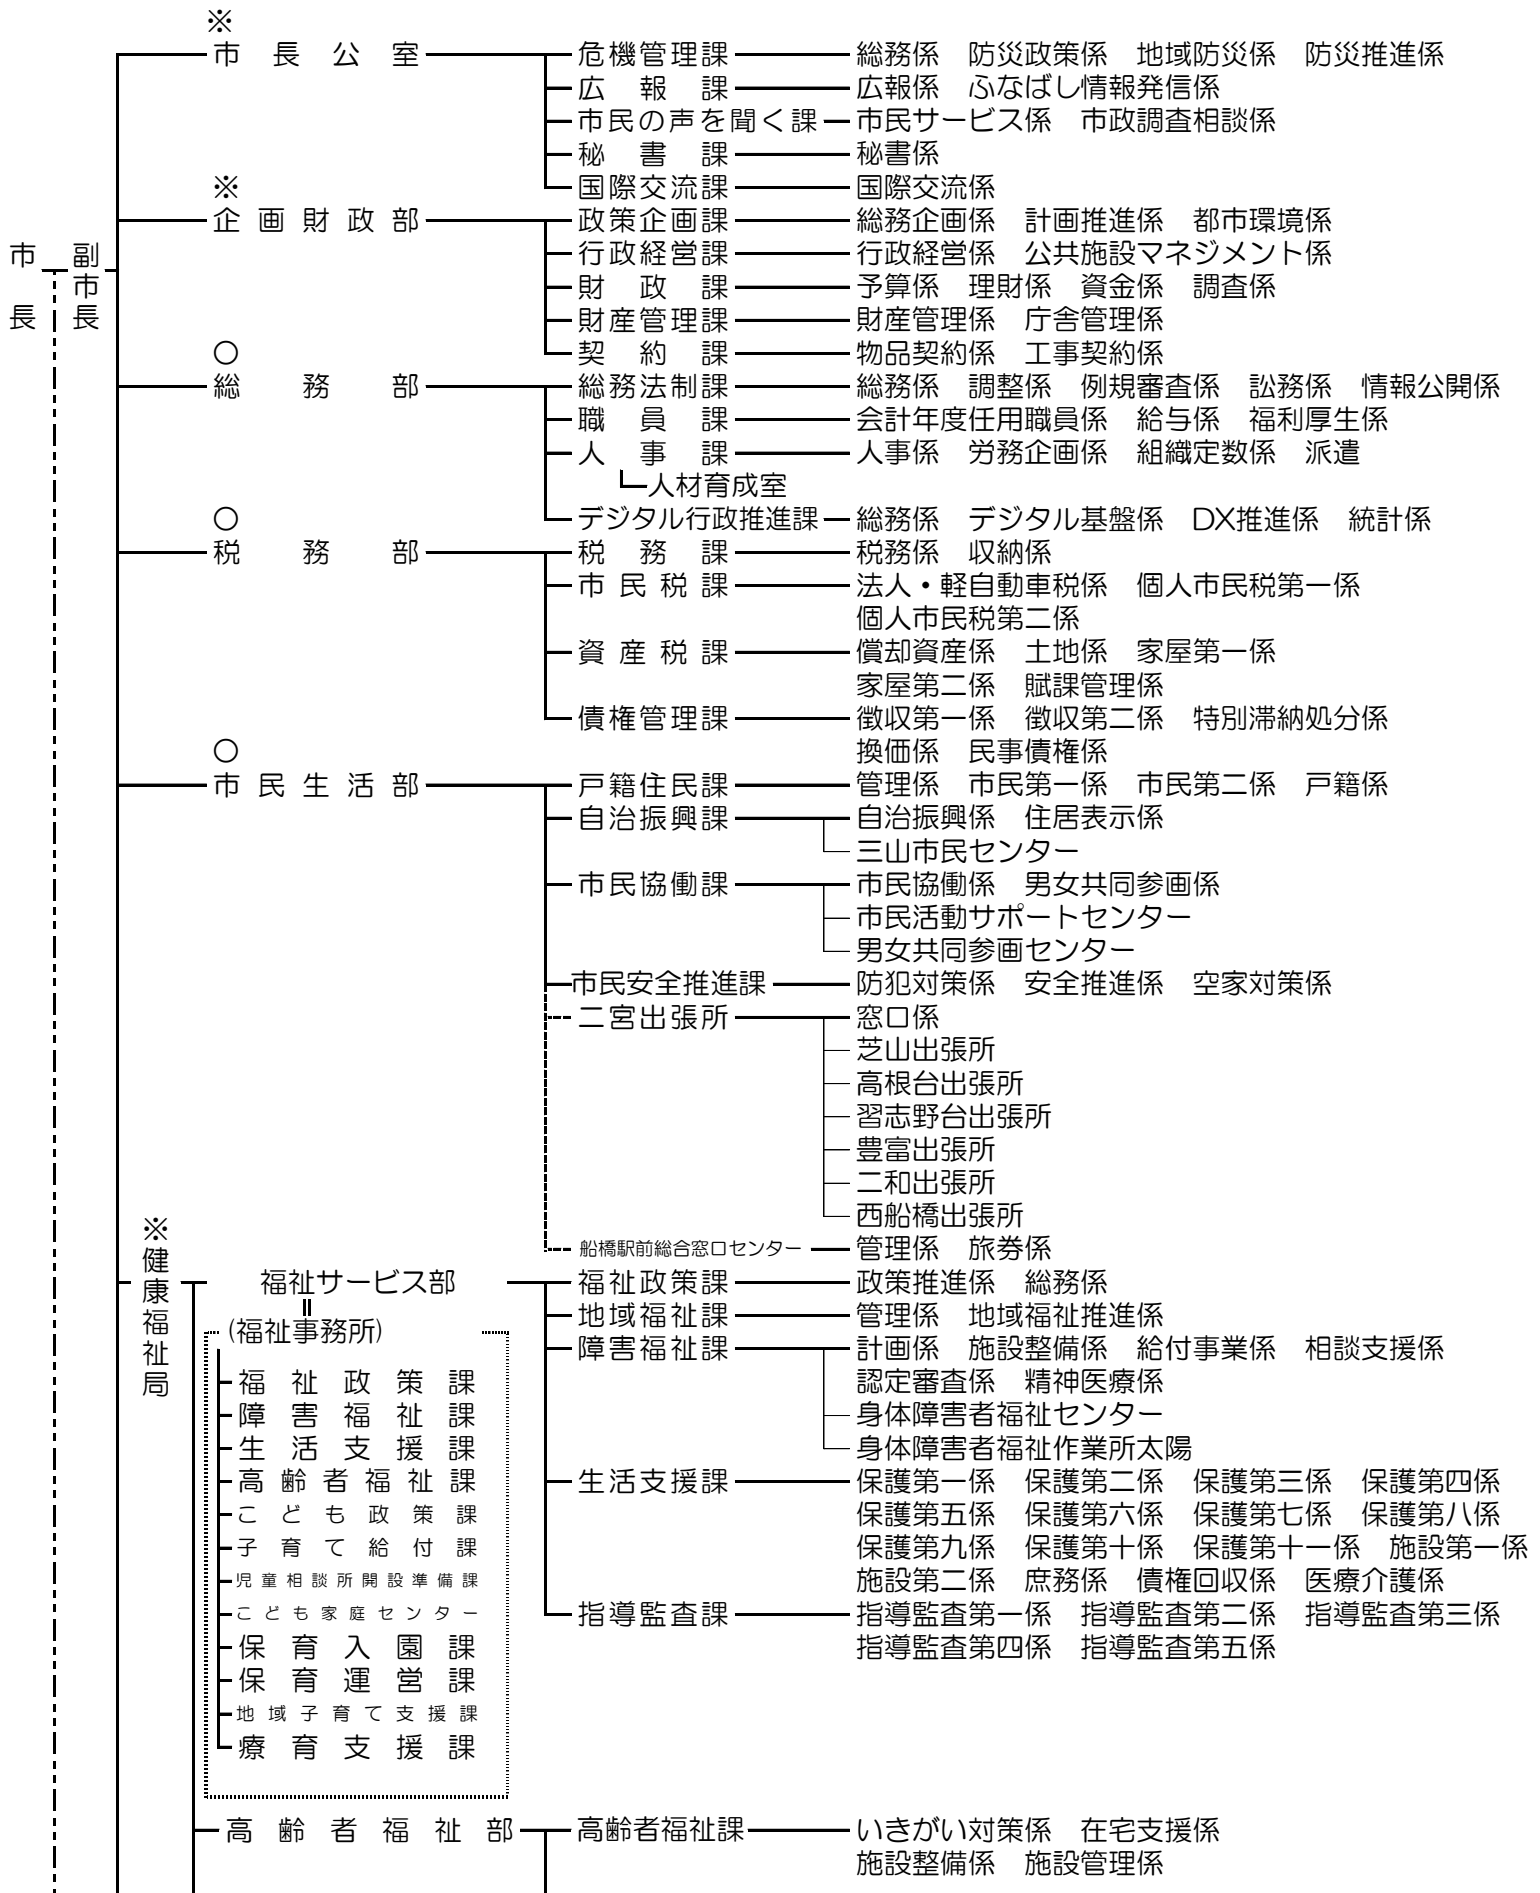 ※
市長公室 危機管理課 総務係 防災政策係 地域防災係 防災推進係
広報課 広報係 ふなばし情報発信係
市民の声を聞く課 市民サービス係 市政調査相談係
秘書課 秘書係
※ 国際交流課 国際交流係
企画財政部 政策企画課 総務企画係 計画推進係 都市環境係
市長 副市長 行政経営課 行政経営係 公共施設マネジメント係
財政課 予算係 理財係 資金係 調査係
財産管理課 財産管理係 庁舎管理係
○ 契約課 物品契約係 工事契約係
総務部 総務法制課 総務係 調整係 例規審査係 訟務係 情報公開係
職員課 会計年度任用職員係 給与係 福利厚生係
人事課 人事係 労務企画係 組織定数係 派遣
人材育成室
○ デジタル行政推進課 総務係 デジタル基盤係 DX推進係 統計係
税務部 税務課 税務係 収納係
市民税課 法人・軽自動車税係 個人市民税第一係
個人市民税第二係
資産税課 償却資産係 土地係 家屋第一係
家屋第二係 賦課管理係
債権管理課 徴収第一係 徴収第二係 特別滞納処分係
○ 換価係 民事債権係
市民生活部 戸籍住民課 管理係 市民第一係 市民第二係 戸籍係
自治振興課 自治振興係 住居表示係
三山市民センター
市民協働課 市民協働係 男女共同参画係
市民活動サポートセンター
男女共同参画センター
市民安全推進課 防犯対策係 安全推進係 空家対策係
二宮出張所 窓口係
芝山出張所
高根台出張所
習志野台出張所
豊富出張所
二和出張所
西船橋出張所
船橋駅前総合窓口センター 管理係 旅券係
※健康福祉局 福祉サービス部 福祉政策課 政策推進係 総務係
地域福祉課 管理係 地域福祉推進係
(福祉事務所) 障害福祉課 計画係 施設整備係 給付事業係 相談支援係
福祉政策課 認定審査係 精神医療係
障害福祉課 身体障害者福祉センター
生活支援課 身体障害者福祉作業所太陽
高齢者福祉課 生活支援課 保護第一係 保護第二係 保護第三係 保護第四係
こども政策課 保護第五係 保護第六係 保護第七係 保護第八係
子育て給付課 保護第九係 保護第十係 保護第十一係 施設第一係
児童相談所開設準備課 施設第二係 庶務係 債権回収係 医療介護係
こども家庭センター 指導監査課 指導監査第一係 指導監査第二係 指導監査第三係
保育入園課 指導監査第四係 指導監査第五係
保育運営課
地域子育て支援課
療育支援課
高齢者福祉部 高齢者福祉課 いきがい対策係 在宅支援係
施設整備係 施設管理係